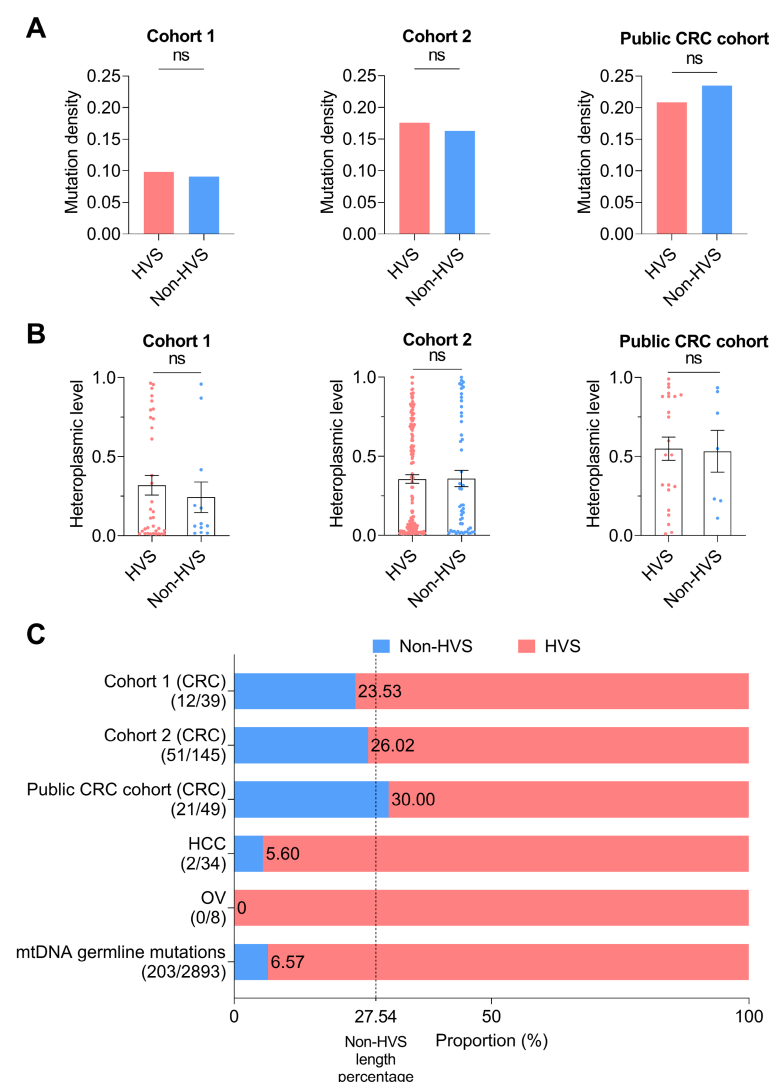 A
Cohort 1
ns
Mutation density
0.25
0.20
0.15
0.10
0.05
0.00
HVS
Non-HVS
Cohort 2
ns
Mutation density
0.25
0.20
0.15
0.10
0.05
0.00
HVS
Non-HVS
Public CRC cohort
ns
Mutation density
0.25
0.20
0.15
0.10
0.05
0.00
HVS
Non-HVS
B
Cohort 1
ns
Heteroplasmic level
1.0
0.5
0.0
HVS
Non-HVS
Cohort 2
ns
Heteroplasmic level
1.0
0.5
0.0
HVS
Non-HVS
Public CRC cohort
ns
Heteroplasmic level
1.0
0.5
0.0
HVS
Non-HVS
C
Non-HVS
HVS
Cohort 1 (CRC)
(12/39)
23.53
Cohort 2 (CRC)
(51/145)
26.02
Public CRC cohort (CRC)
(21/49)
30.00
HCC
(2/34)
5.60
OV
(0/8)
0
mtDNA germline mutations
(203/2893)
6.57
0
27.54
50
100
Non-HVS
length
percentage
Proportion (%)